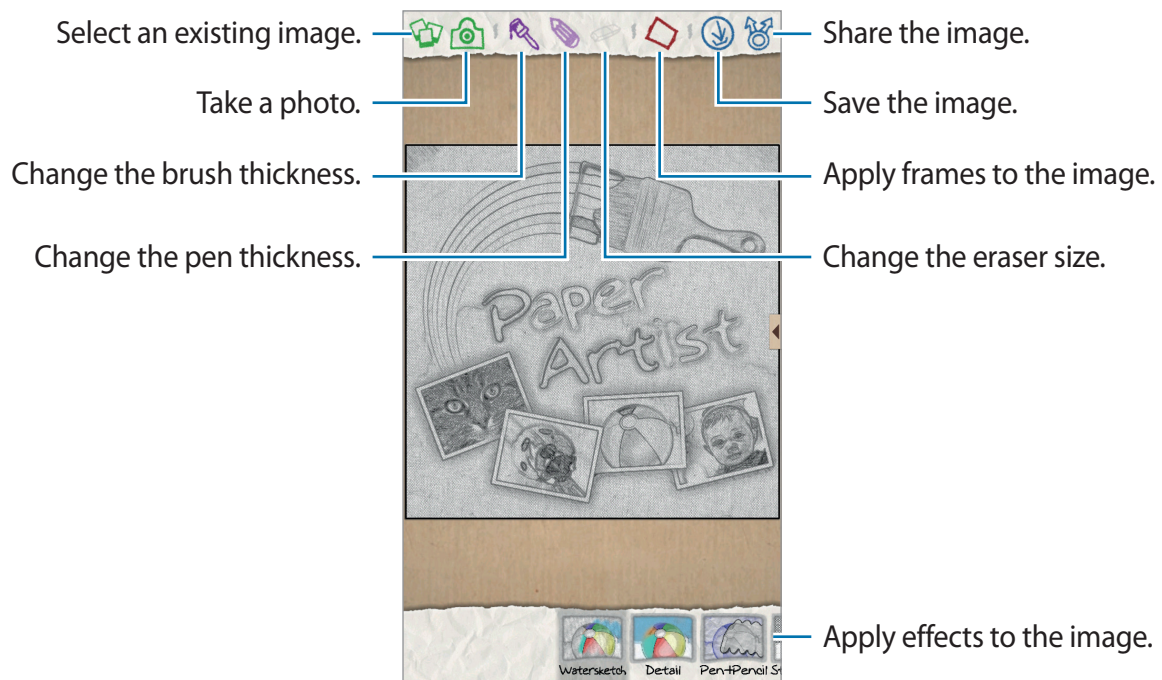 Select an existing image.
Share the image.
Take a photo.
Save the image.
Change the brush thickness.
Apply frames to the image.
Change the pen thickness.
Change the eraser size.
Paper
Artist
Apply effects to the image.
Watersketch
Detail
Pen+Pencil